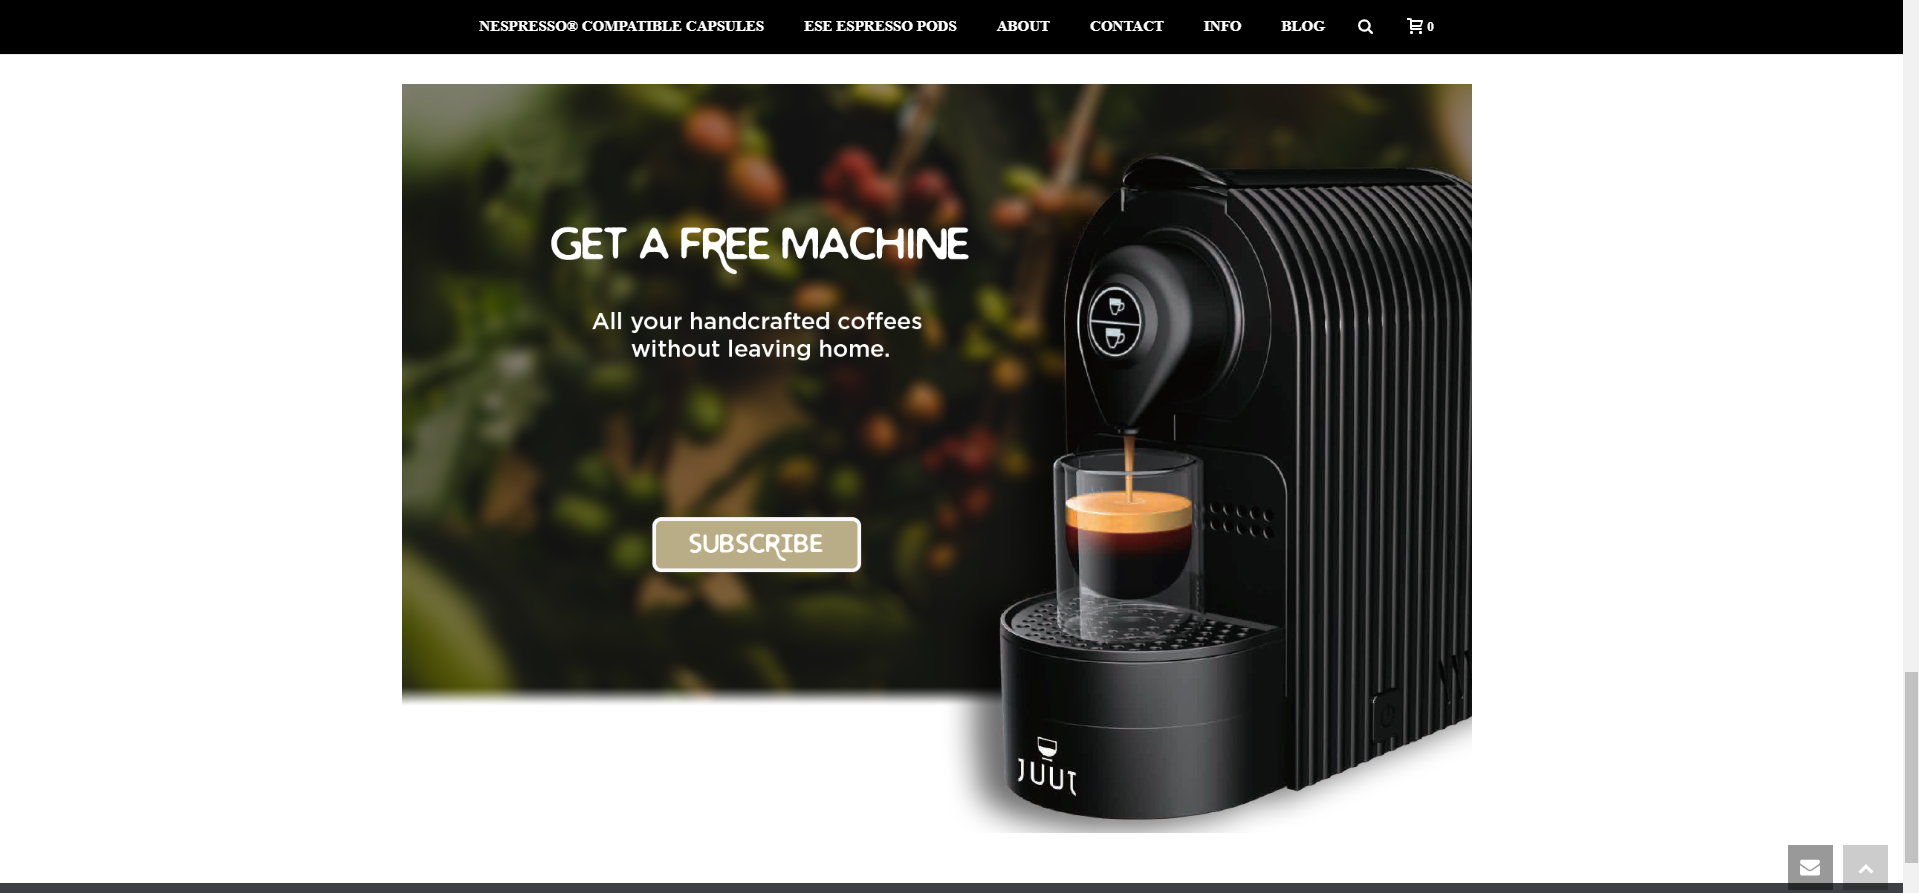 NESPRESSO® COMPATIBLE CAPSULES ESE ESPRESSO PODS ABOUT CONTACT INFO BLOG 0
GET A FREE MACHINE
All your handcrafted coffees
without leaving home.
SUBSCRIBE
JUUT